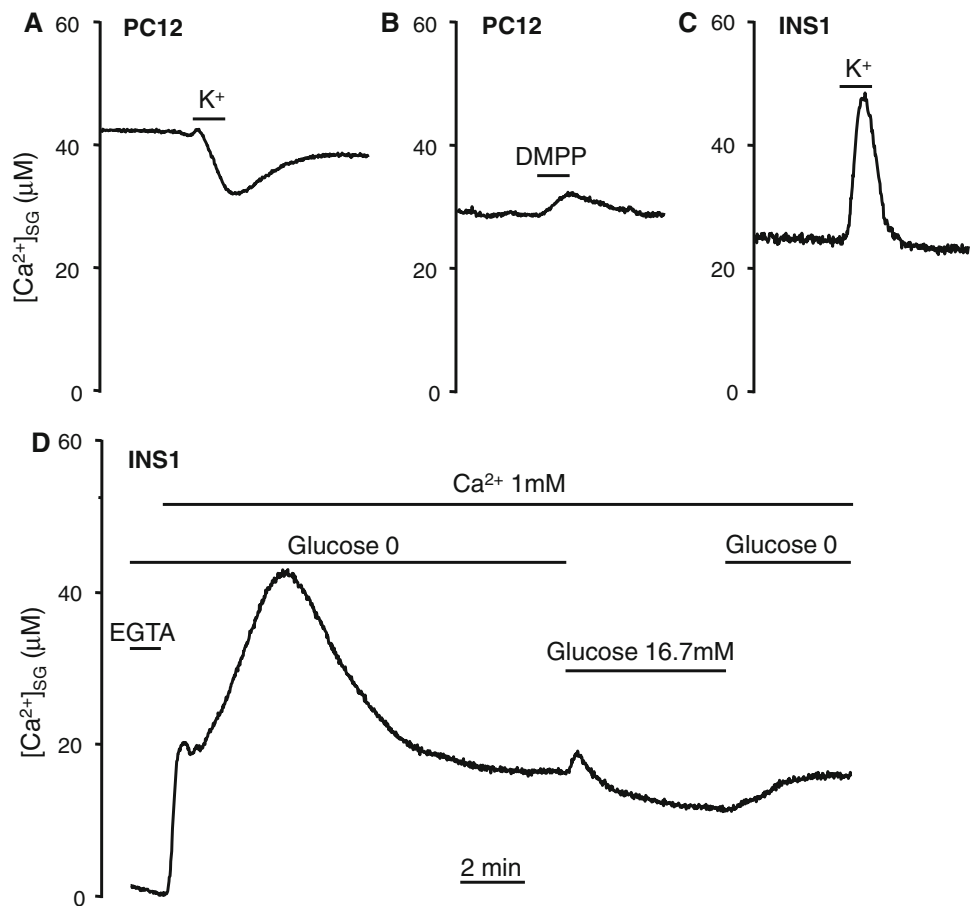 A
PC12
60
40
20
0
K+
[Ca2+]SG (μM)
B
PC12
60
40
20
0
DMPP
C
INS1
60
40
20
0
K+
D
INS1
60
40
20
0
[Ca2+]SG (μM)
Ca2+ 1mM
Glucose 0
Glucose 0
EGTA
Glucose 16.7mM
2 min